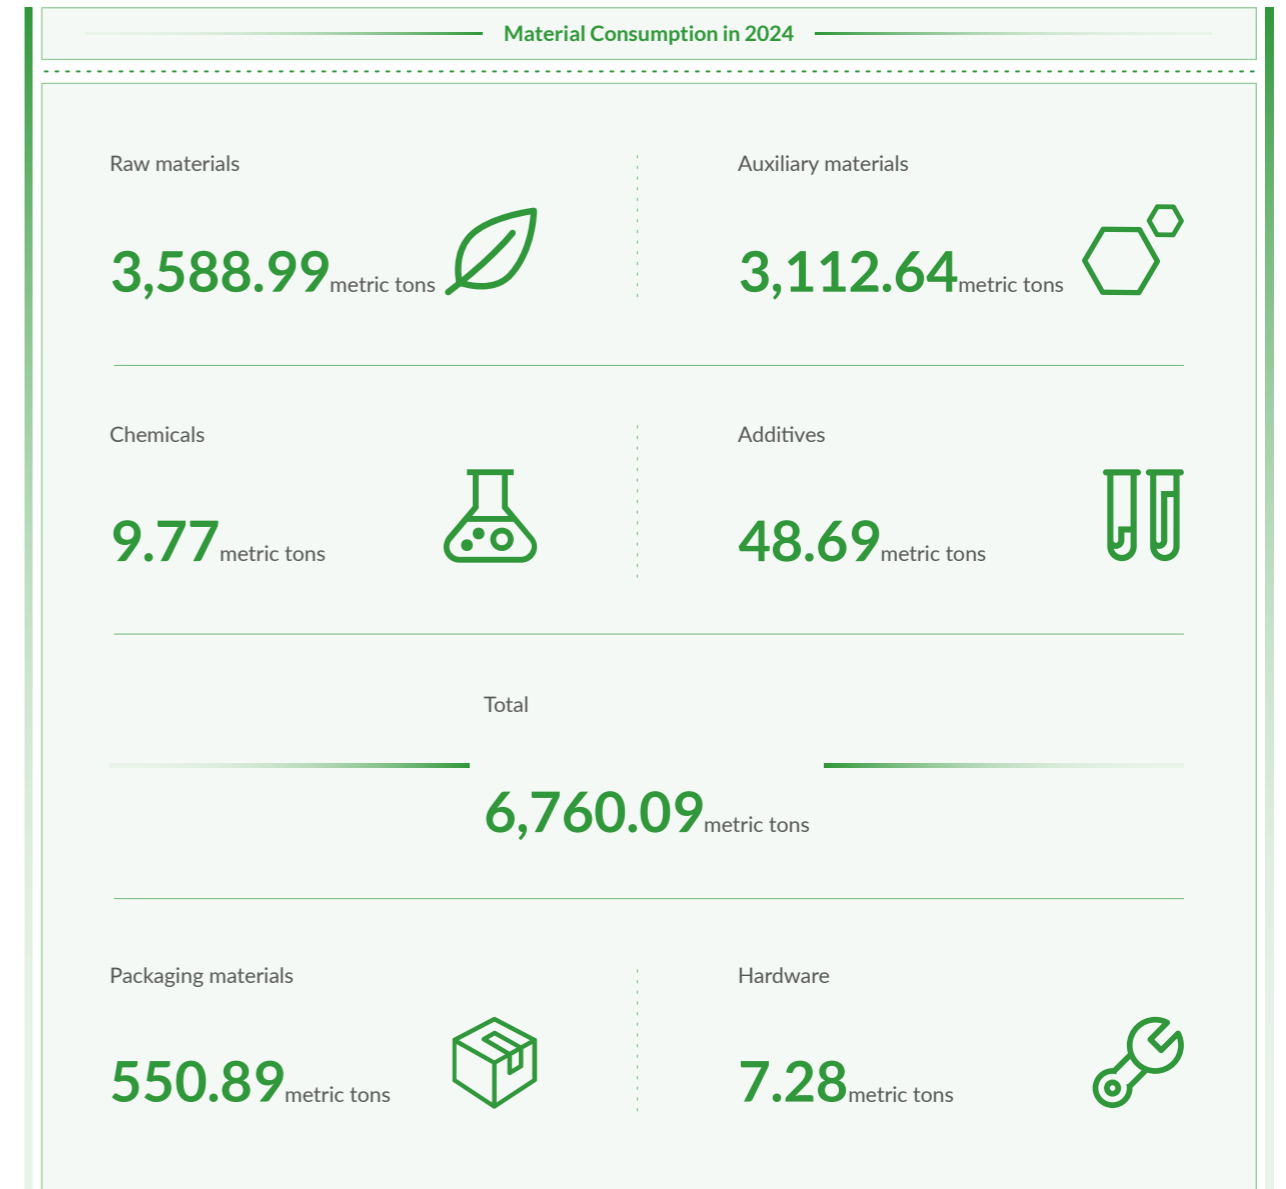 Material Consumption in 2024
Raw materials
3,588.99metric tons
Auxiliary materials
3,112.64metric tons
Chemicals
9.77metric tons
Additives
48.69metric tons
Total
6,760.09metric tons
Packaging materials
550.89metric tons
Hardware
7.28metric tons